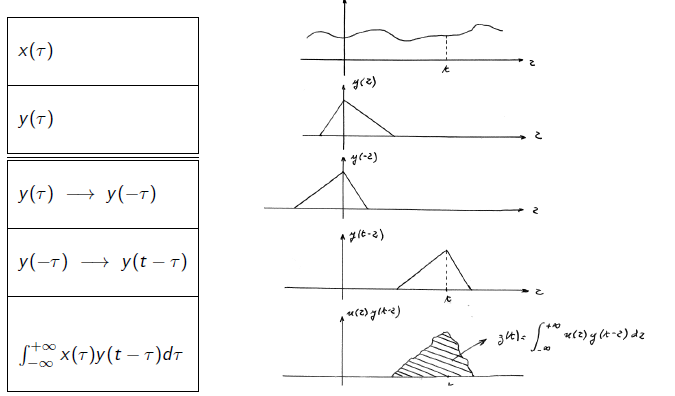 x(τ)
t
τ
y(τ)
y(τ)
τ
y(τ) ⟶ y(−τ)
y(-τ)
τ
y(−τ) ⟶ y(t − τ)
y(t-τ)
t
τ
∫_{−∞}^{+∞} x(τ)y(t − τ)dτ
x(τ) y(t-τ)
z(t) = ∫_{-∞}^{+∞} x(τ) y(t-τ) dτ